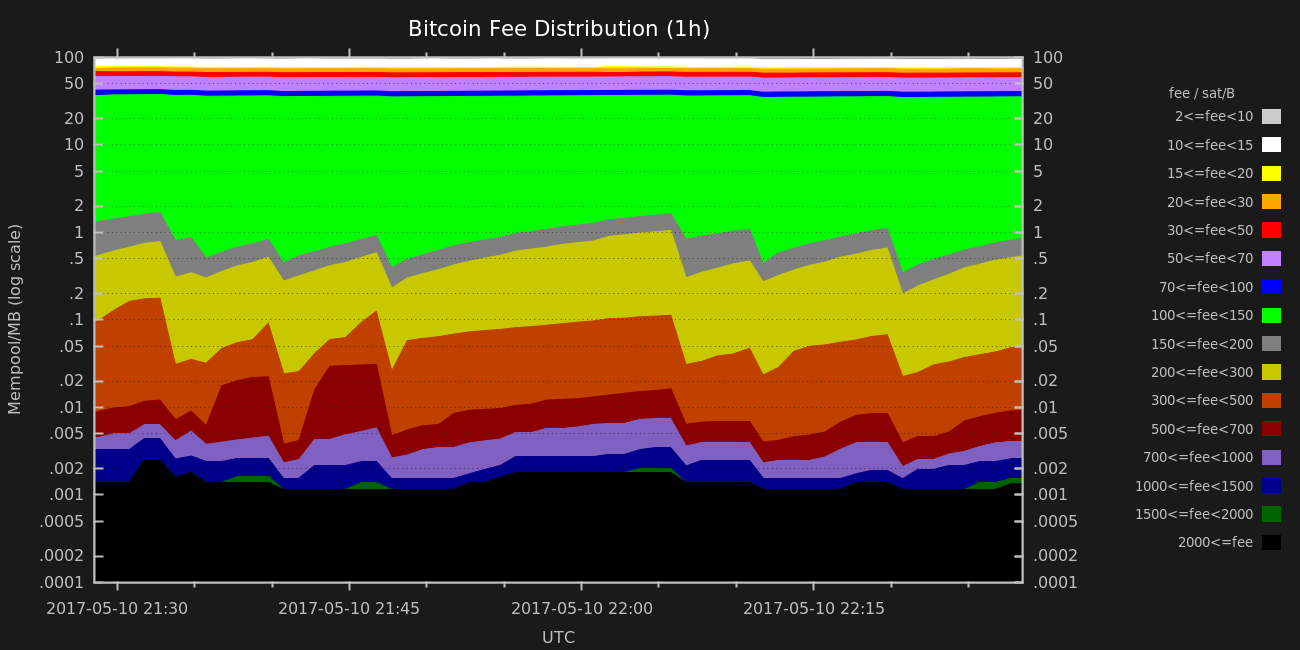 Bitcoin Fee Distribution (1h)
Mempool/MB (log scale)
100
50
20
10
5
2
1
.5
.2
.1
.05
.02
.01
.005
.002
.001
.0005
.0002
.0001
100
50
20
10
5
2
1
.5
.2
.1
.05
.02
.01
.005
.002
.001
.0005
.0002
.0001
2017-05-10 21:30
2017-05-10 21:45
2017-05-10 22:00
2017-05-10 22:15
UTC
fee / sat/B
2<=fee<10
10<=fee<15
15<=fee<20
20<=fee<30
30<=fee<50
50<=fee<70
70<=fee<100
100<=fee<150
150<=fee<200
200<=fee<300
300<=fee<500
500<=fee<700
700<=fee<1000
1000<=fee<1500
1500<=fee<2000
2000<=fee